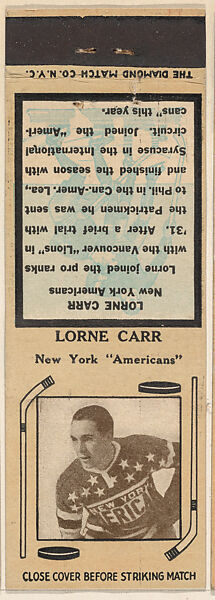 THE DIAMOND MATCH CO. N.Y.C.
LORNE CARR
New York Americans
Lorne joined the pro ranks
with the Vancouver "Lions" in
'31. After a brief trial with
the Patrickmen he was sent
to Phil. in the Can.-Amer. Lea.,
and finished the season with
Syracuse in the International
circuit. Joined the "Ameri-
cans" this year.
LORNE CARR
New York "Americans"
NEW YORK
ERIC
CLOSE COVER BEFORE STRIKING MATCH